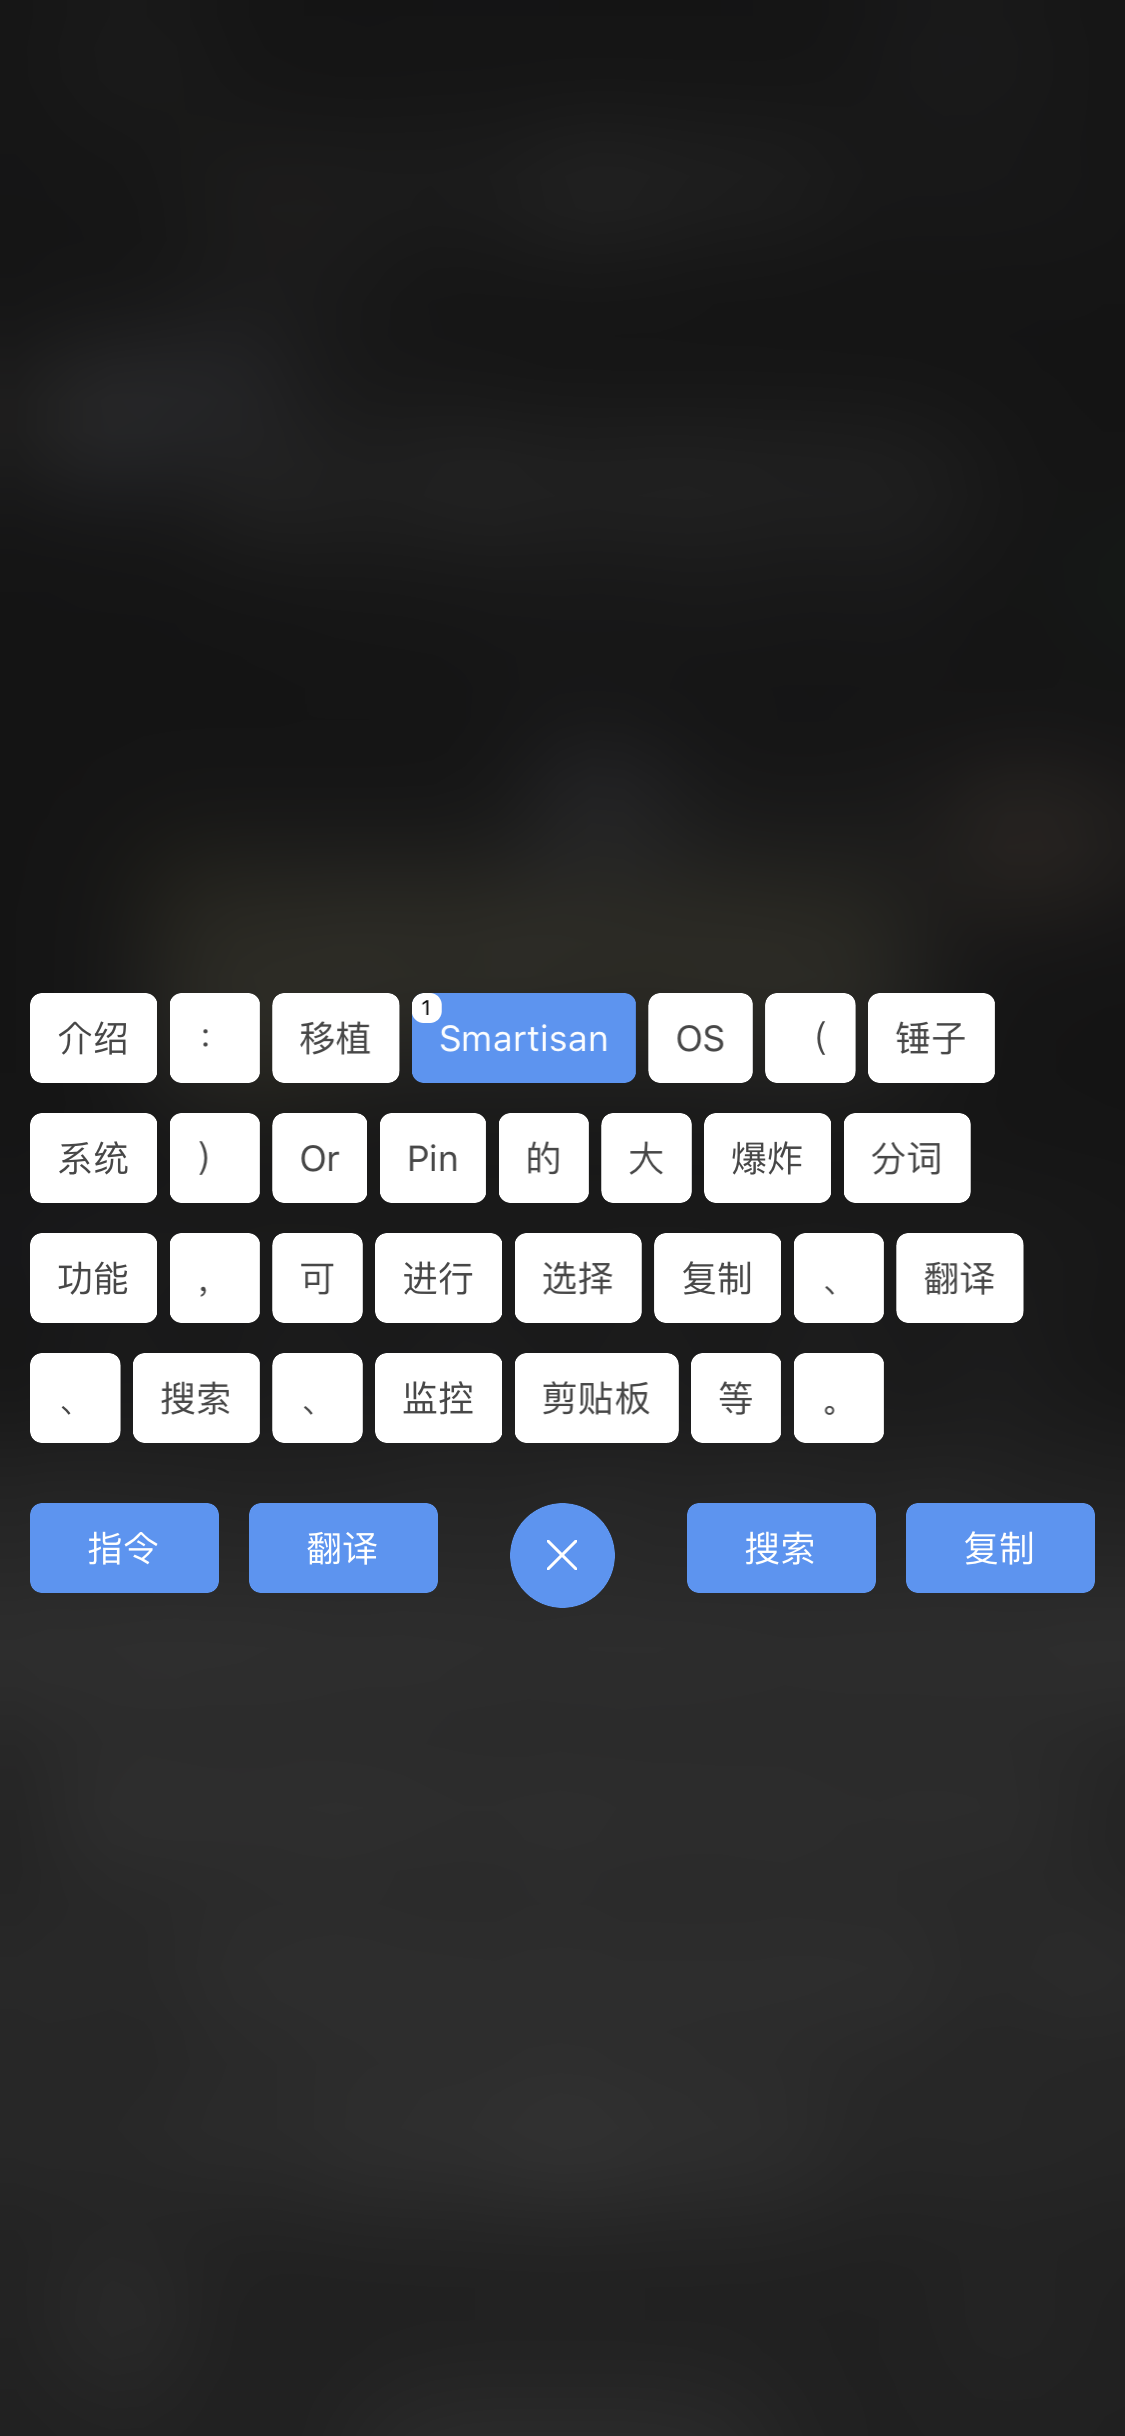 介绍 ： 移植 1 Smartisan OS （ 锤子
系统 ） Or Pin 的 大 爆炸 分词
功能 ， 可 进行 选择 复制 、 翻译
、 搜索 、 监控 剪贴板 等 。
指令 翻译 搜索 复制